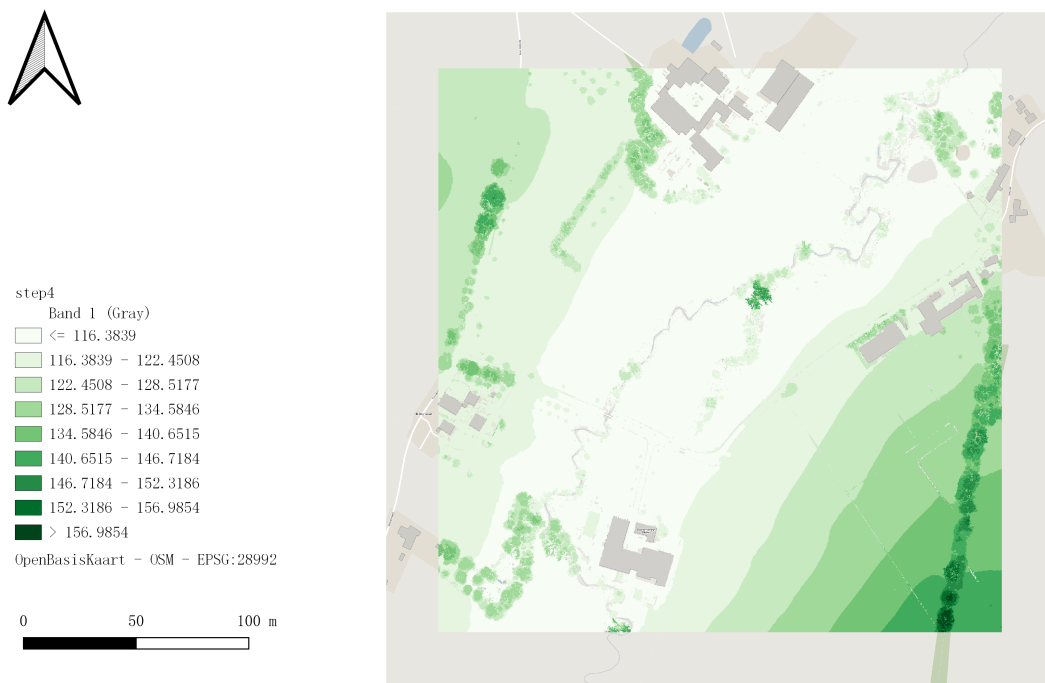 step4
Band 1 (Gray)
<= 116.3839
116.3839 - 122.4508
122.4508 - 128.5177
128.5177 - 134.5846
134.5846 - 140.6515
140.6515 - 146.7184
146.7184 - 152.3186
152.3186 - 156.9854
> 156.9854
OpenBasisKaart - OSM - EPSG:28992
0 50 100 m